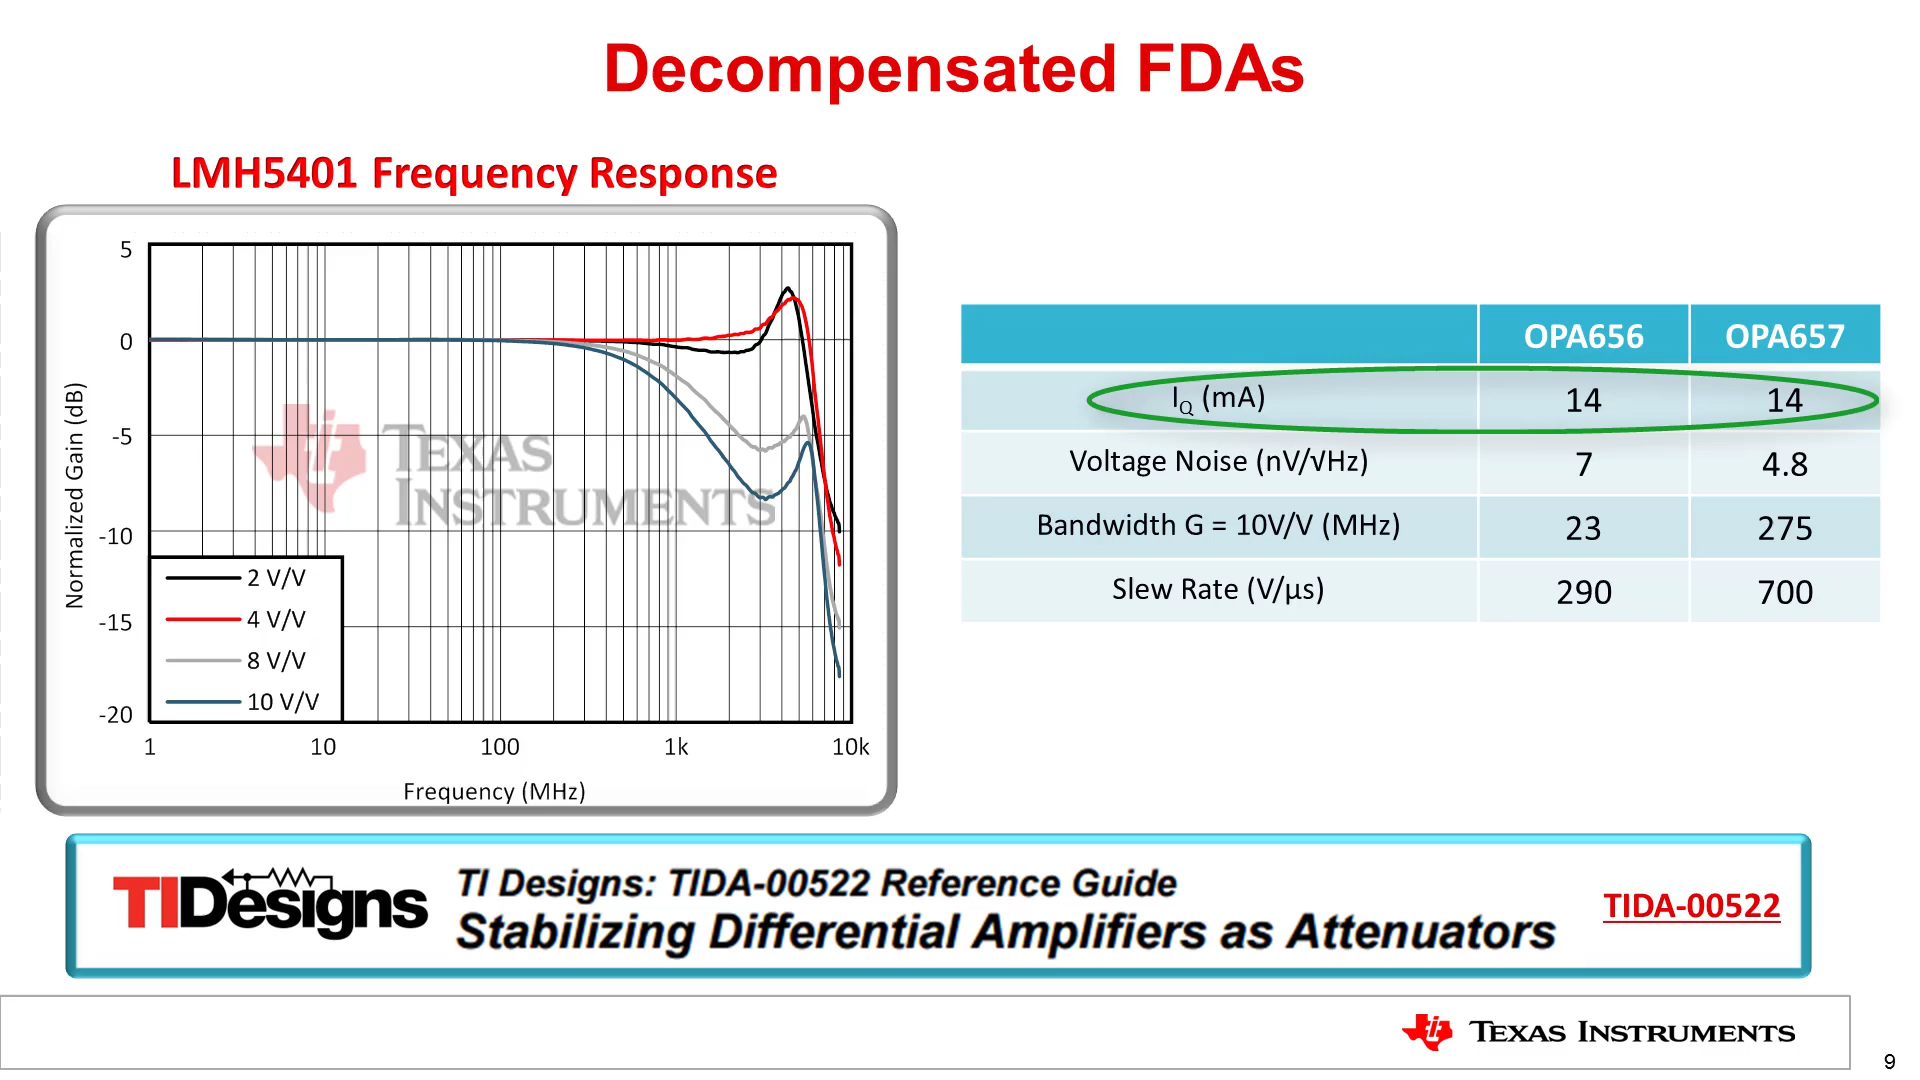 Decompensated FDAs
LMH5401 Frequency Response
5
0
-5
-10
-15
-20
Normalized Gain (dB)
TEXAS
INSTRUMENTS
2 V/V
4 V/V
8 V/V
10 V/V
1 10 100 1k 10k
Frequency (MHz)
OPA656 OPA657
IQ (mA) 14 14
Voltage Noise (nV/√Hz) 7 4.8
Bandwidth G = 10V/V (MHz) 23 275
Slew Rate (V/µs) 290 700
TIDesigns
TI Designs: TIDA-00522 Reference Guide
Stabilizing Differential Amplifiers as Attenuators
TIDA-00522
TEXAS INSTRUMENTS
9